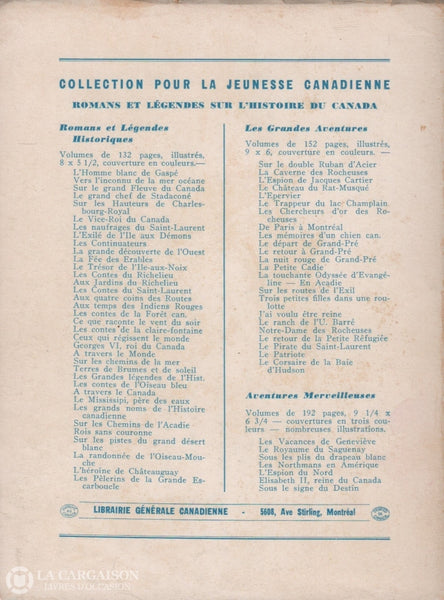 COLLECTION POUR LA JEUNESSE CANADIENNE
ROMANS ET LÉGENDES SUR L'HISTOIRE DU CANADA
Romans et Légendes
Historiques
Volumes de 132 pages, illustrés,
8 x 5 1/2, couverture en couleurs.—
L'Homme blanc de Gaspé
Vers l'inconnu de la mer océane
Sur le grand Fleuve du Canada
Le grand chef de Stadaconé
Sur les Hauteurs de Charles-
bourg-Royal
Le Vice-Roi du Canada
Les naufrages du Saint-Laurent
L'Exilé de l'Ile aux Démons
Les Continuateurs
La grande découverte de l'Ouest
La Fée des Erables
Le Trésor de l'Ile-aux-Noix
Les Contes du Richelieu
Aux Jardins du Richelieu
Les Contes du Saint-Laurent
Aux quatre coins des Routes
Aux temps des Indiens Rouges
Les contes de la Forêt can.
Ce que raconte le vent du soir
Les contes de la claire-fontaine
Ceux qui régissent le monde
Georges VI, roi du Canada
A travers le Monde
Sur les chemins de la mer
Terres de Brumes et de soleil
Les Grandes légendes de l'Hist.
Les contes de l'Oiseau bleu
A travers le Canada
Le Mississipi, père des eaux
Les grands noms de l'Histoire
canadienne
Sur les Chemins de l'Acadie
Rois sans couronne
Sur les pistes du grand désert
blanc
La randonnée de l'Oiseau-Mou-
che
L'héroïne de Châteauguay
Les Pèlerins de la Grande Es-
carboucle
Les Grandes Aventures
Volumes de 152 pages, illustrés,
9 x 6, couverture en couleurs. —
Sur le double Ruban d'Acier
La Caverne des Rocheuses
L'Espion de Jacques Cartier
Le Château du Rat-Musqué
L'Epervier
Le Trappeur du lac Champlain.
Les Chercheurs d'or des Ro-
cheuses
De Paris à Montréal
Les mémoires d'un chien can.
Le départ de Grand-Pré
Le retour à Grand-Pré
La nuit rouge de Grand-Pré
La Petite Cadie
La touchante Odyssée d'Evangé-
line — En Acadie
Sur les routes de l'Exil
Trois petites filles dans une rou-
lotte
J'ai voulu être reine
Le ranch de l'U. Barré
Notre-Dame des Rocheuses
Le retour de la Petite Réfugiée
Le Pirate du Saint-Laurent
Le Patriote
Le Corsaire de la Baie
d'Hudson
Aventures Merveilleuses
Volumes de 192 pages, 9 1/4 x
6 3/4 — couvertures en trois cou-
leurs — nombreuses illustrations.
Les Vacances de Geneviève
Le Royaume du Saguenay
Sous les plis du drapeau blanc
Les Northmans en Amérique
L'Espion du Nord
Elisabeth II, reine du Canada
Sous le signe du Destin
LIBRAIRIE GÉNÉRALE CANADIENNE - 5608, Ave Stirling, Montréal
LA CARGAISON
LIVRES D'OCCASION